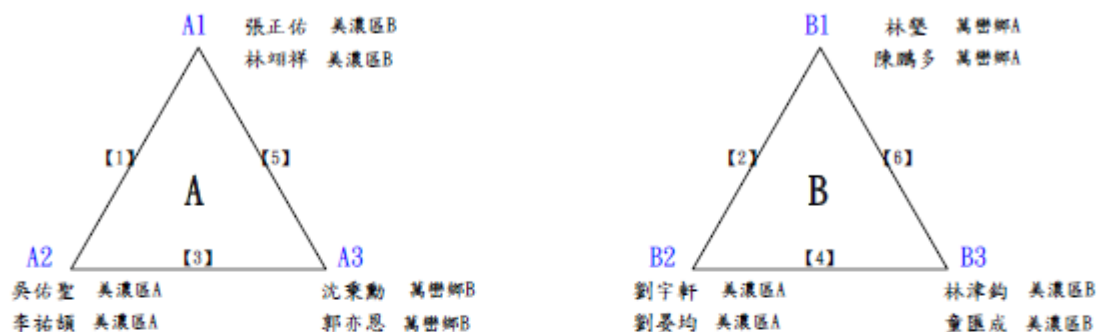 A1 張正佑 美濃區B
林翊祥 美濃區B
【1】
【5】
A
A2
【3】
A3
吳佑聖 美濃區A
李祐頡 美濃區A
沈秉勳 萬巒鄉B
郭亦恩 萬巒鄉B
B1 林壑 萬巒鄉A
陳鵬多 萬巒鄉A
【2】
【6】
B
B2
【4】
B3
劉宇軒 美濃區A
劉晏均 美濃區A
林津鈞 美濃區B
童匯成 美濃區B